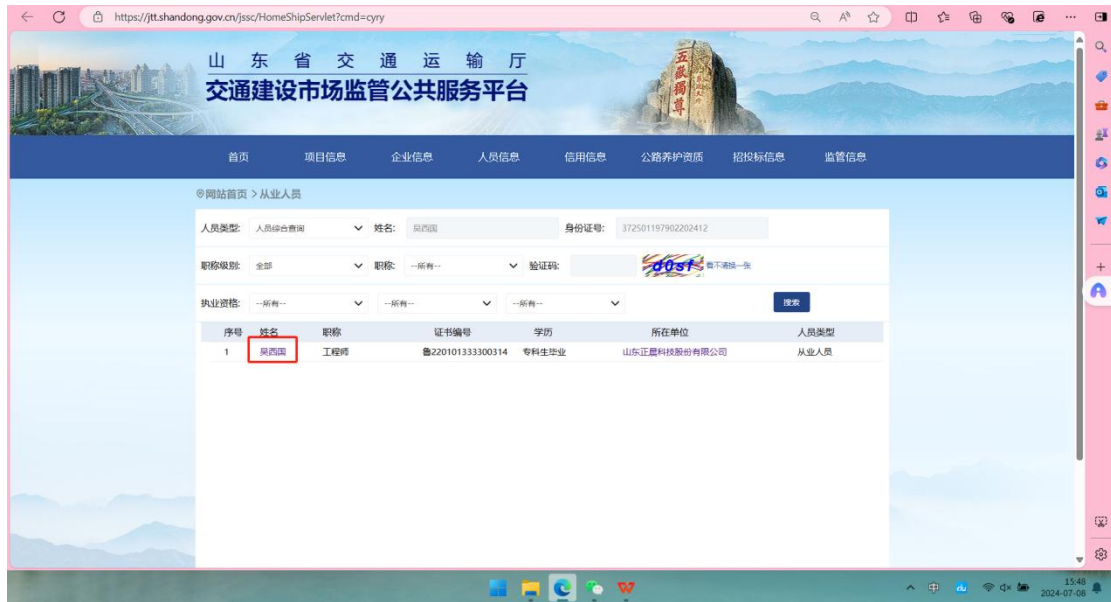 https://jtt.shandong.gov.cn/jssc/HomeShipServlet?cmd=cyry
山东省交通运输厅
交通建设市场监管公共服务平台
五嶽獨尊
首页 项目信息 企业信息 人员信息 信用信息 公路养护资质 招投标信息 监管信息
网站首页 > 从业人员
人员类型: 人员综合查询 姓名: 吴西国 身份证号: 372501197902202412
职称级别: 全部 职称: --所有-- 验证码: d0sf 看不清换一张
执业资格: --所有-- --所有-- --所有-- 搜索
序号 姓名 职称 证书编号 学历 所在单位 人员类型
1 吴西国 工程师 鲁220101333300314 专科生毕业 山东正晨科技股份有限公司 从业人员
中 du 15:48
2024-07-08